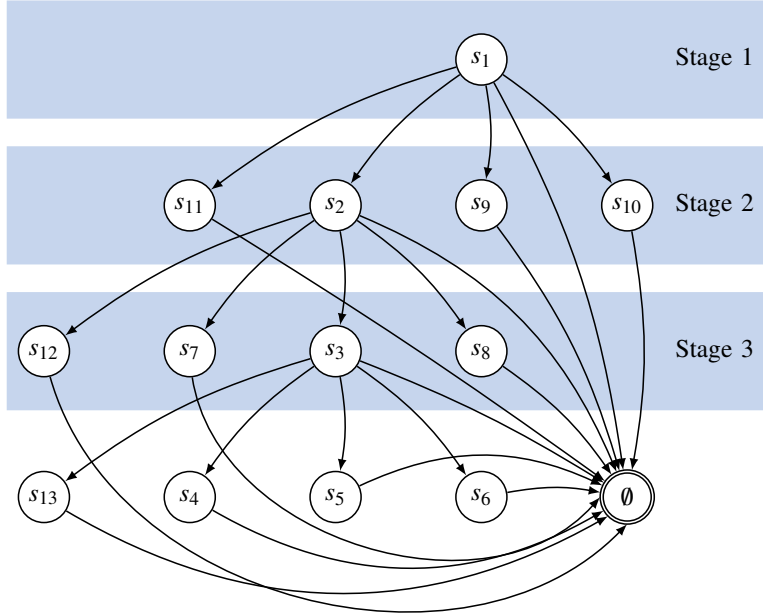 s₁ Stage 1
s₁₁ s₂ s₉ s₁₀ Stage 2
s₁₂ s₇ s₃ s₈ Stage 3
s₁₃ s₄ s₅ s₆ ∅